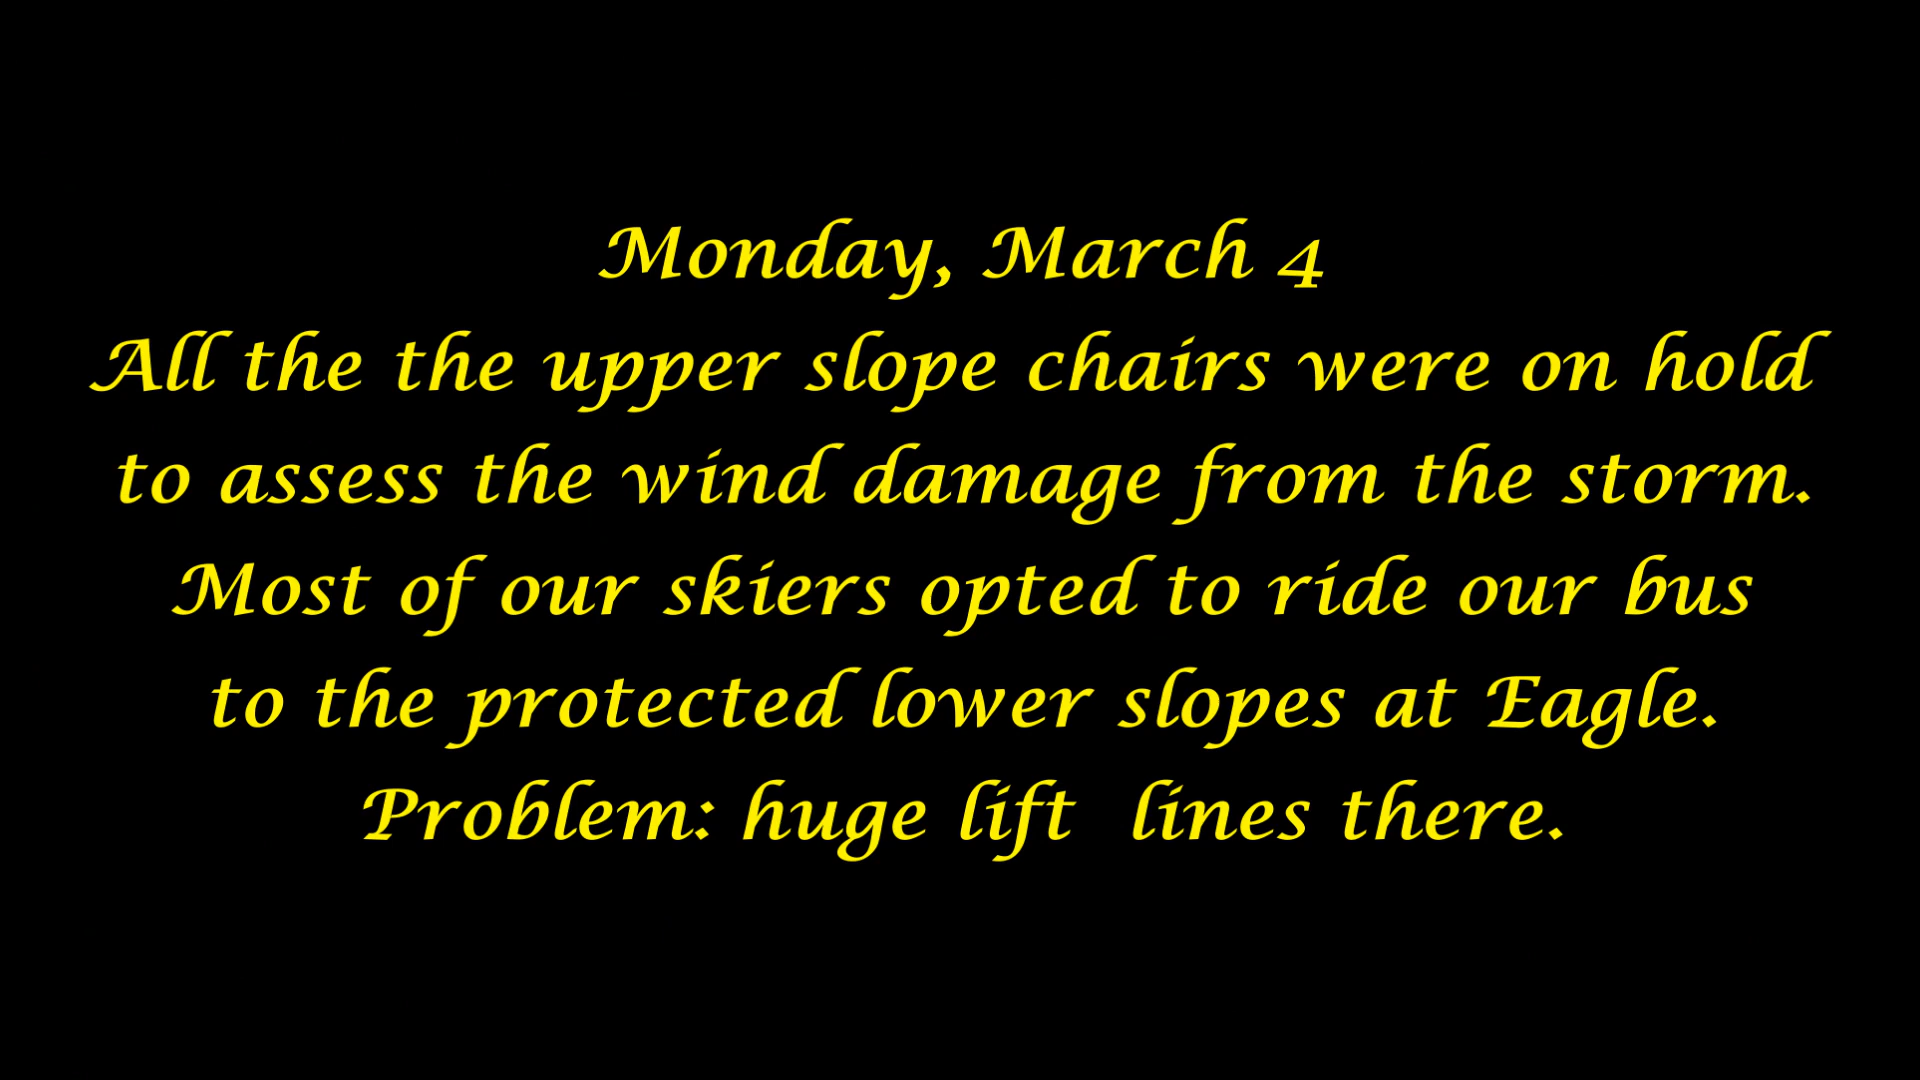 Monday, March 4
All the the upper slope chairs were on hold
to assess the wind damage from the storm.
Most of our skiers opted to ride our bus
to the protected lower slopes at Eagle.
Problem: huge lift  lines there.